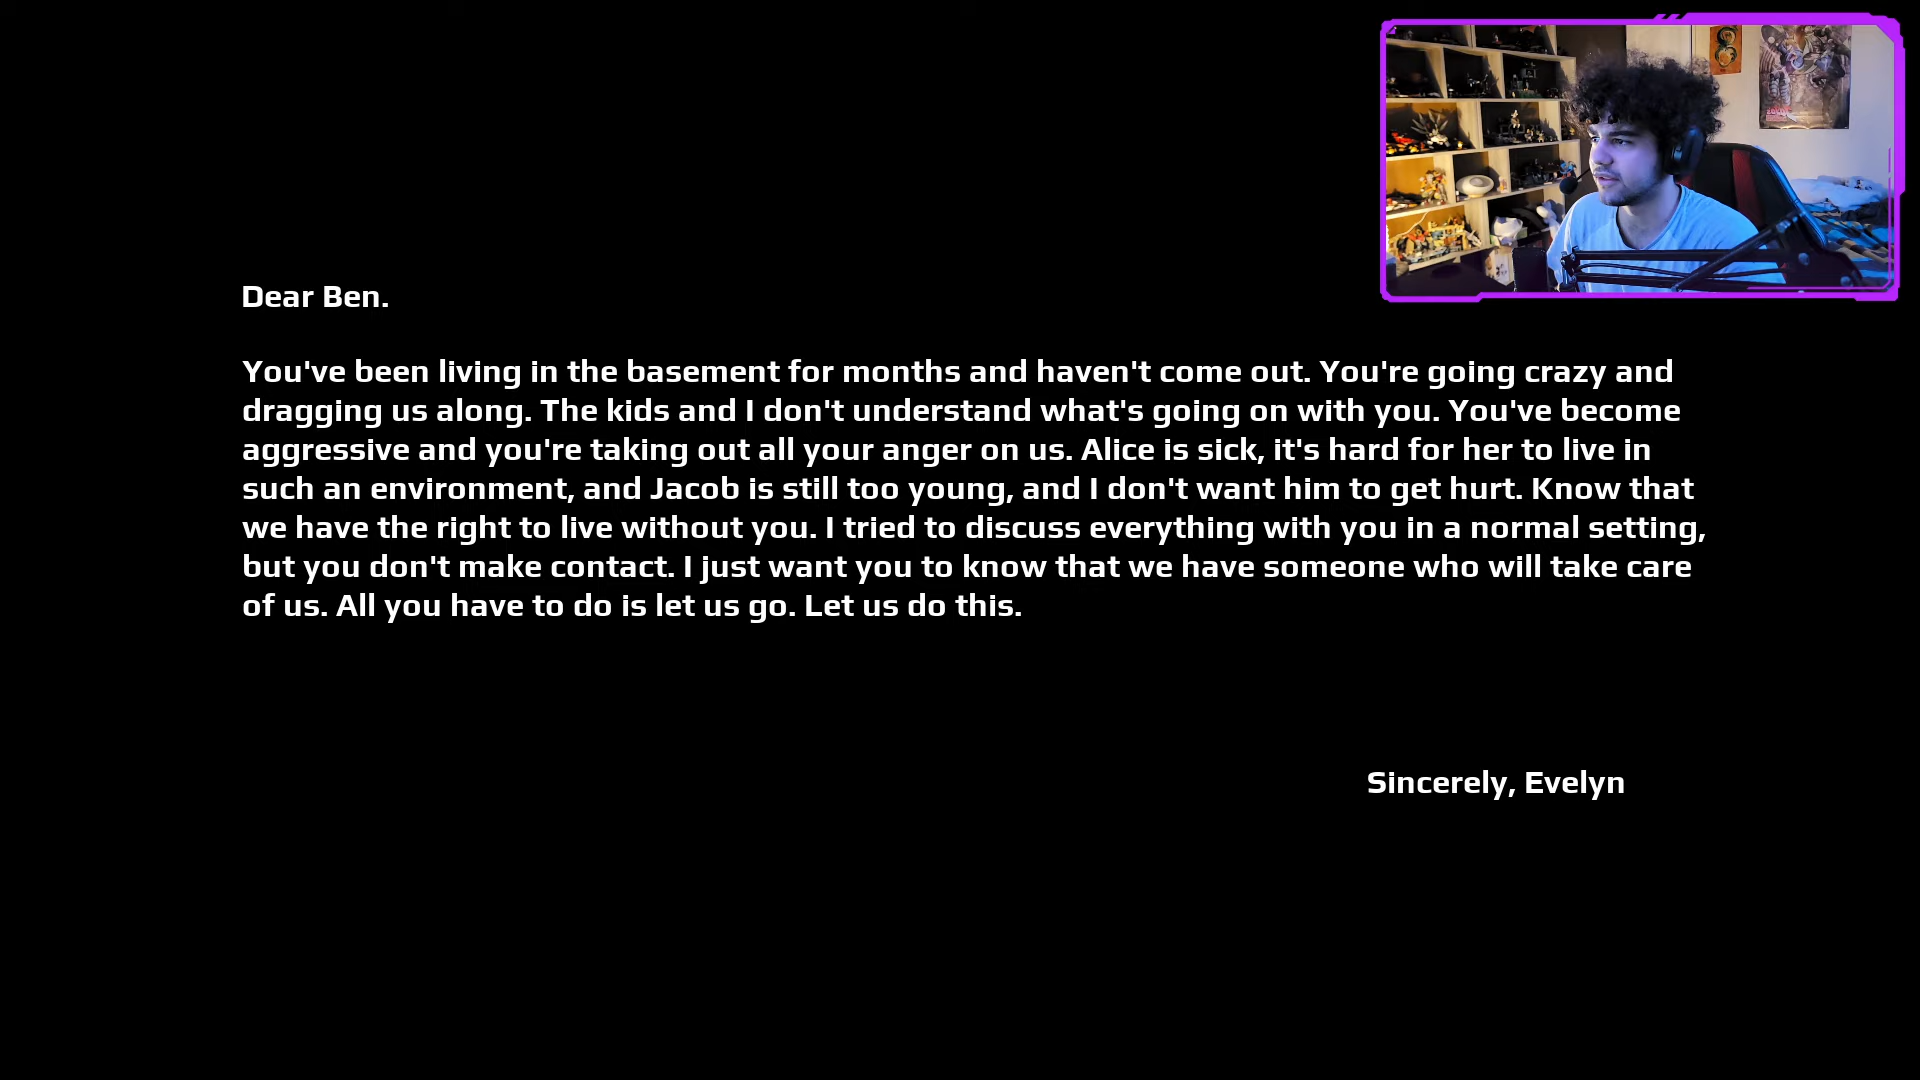 Dear Ben.
You've been living in the basement for months and haven't come out. You're going crazy and
dragging us along. The kids and I don't understand what's going on with you. You've become
aggressive and you're taking out all your anger on us. Alice is sick, it's hard for her to live in
such an environment, and Jacob is still too young, and I don't want him to get hurt. Know that
we have the right to live without you. I tried to discuss everything with you in a normal setting,
but you don't make contact. I just want you to know that we have someone who will take care
of us. All you have to do is let us go. Let us do this.
Sincerely, Evelyn